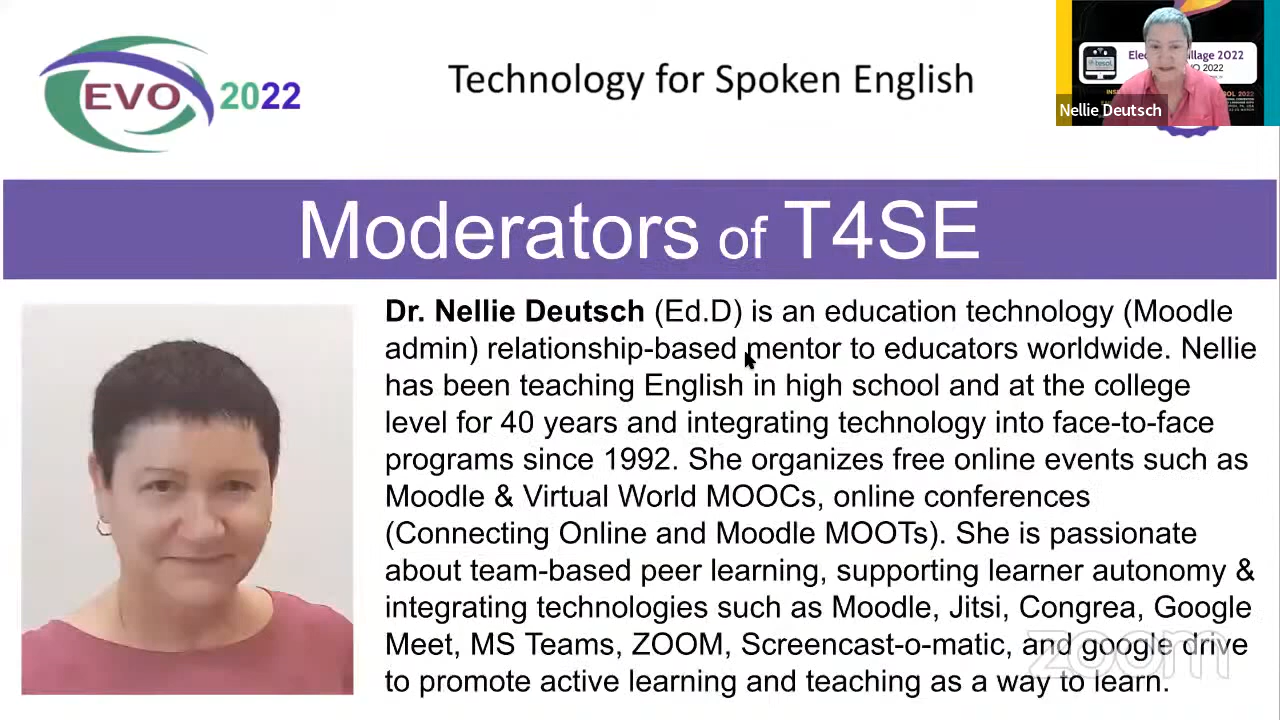 EVO 2022
Technology for Spoken English
Nellie Deutsch
Moderators of T4SE
Dr. Nellie Deutsch (Ed.D) is an education technology (Moodle
admin) relationship-based mentor to educators worldwide. Nellie
has been teaching English in high school and at the college
level for 40 years and integrating technology into face-to-face
programs since 1992. She organizes free online events such as
Moodle & Virtual World MOOCs, online conferences
(Connecting Online and Moodle MOOTs). She is passionate
about team-based peer learning, supporting learner autonomy &
integrating technologies such as Moodle, Jitsi, Congrea, Google
Meet, MS Teams, ZOOM, Screencast-o-matic, and google drive
to promote active learning and teaching as a way to learn.
zoom